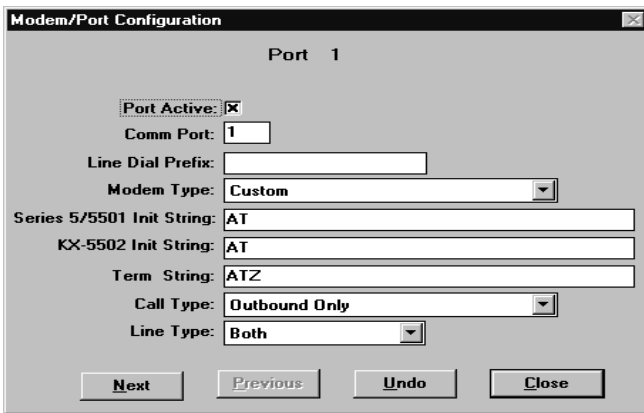 Modem/Port Configuration
Port 1
Port Active:
Comm Port: 1
Line Dial Prefix:
Modem Type: Custom
Series 5/5501 Init String: AT
KX-5502 Init String: AT
Term String: ATZ
Call Type: Outbound Only
Line Type: Both
Next Previous Undo Close